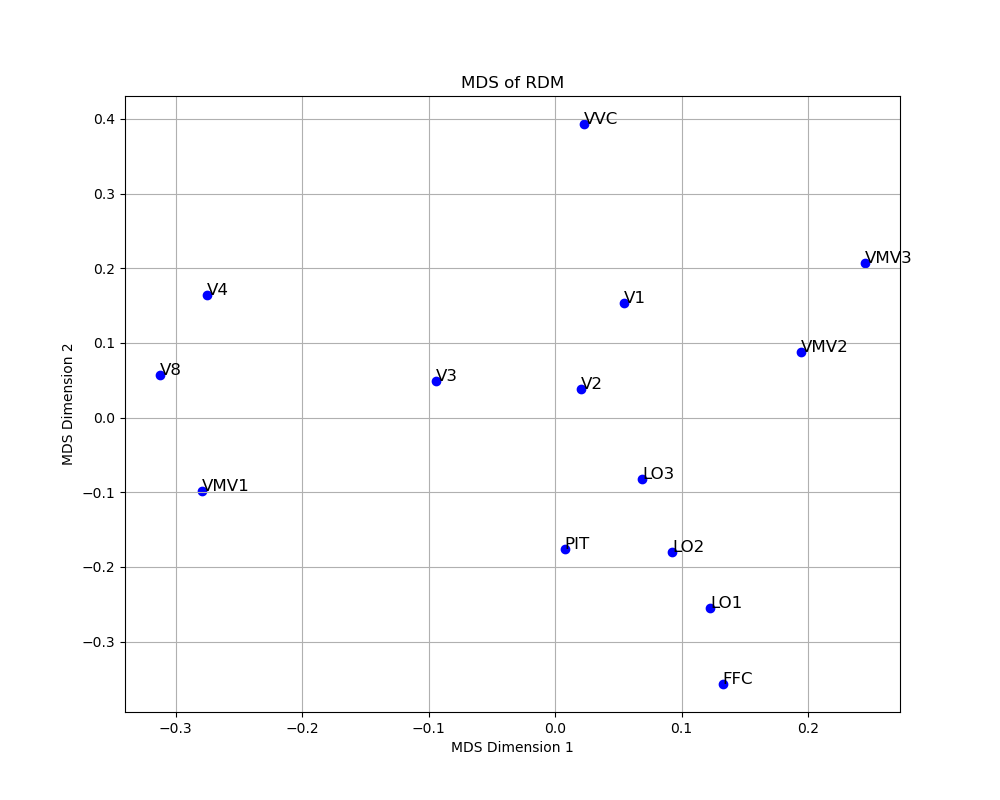 MDS of RDM
0.4
VVC
0.3
0.2
VMV3
V4
V1
0.1
VMV2
V8
V3
V2
0.0
MDS Dimension 2
−0.1
VMV1
LO3
PIT
LO2
−0.2
LO1
−0.3
FFC
−0.3 −0.2 −0.1 0.0 0.1 0.2
MDS Dimension 1